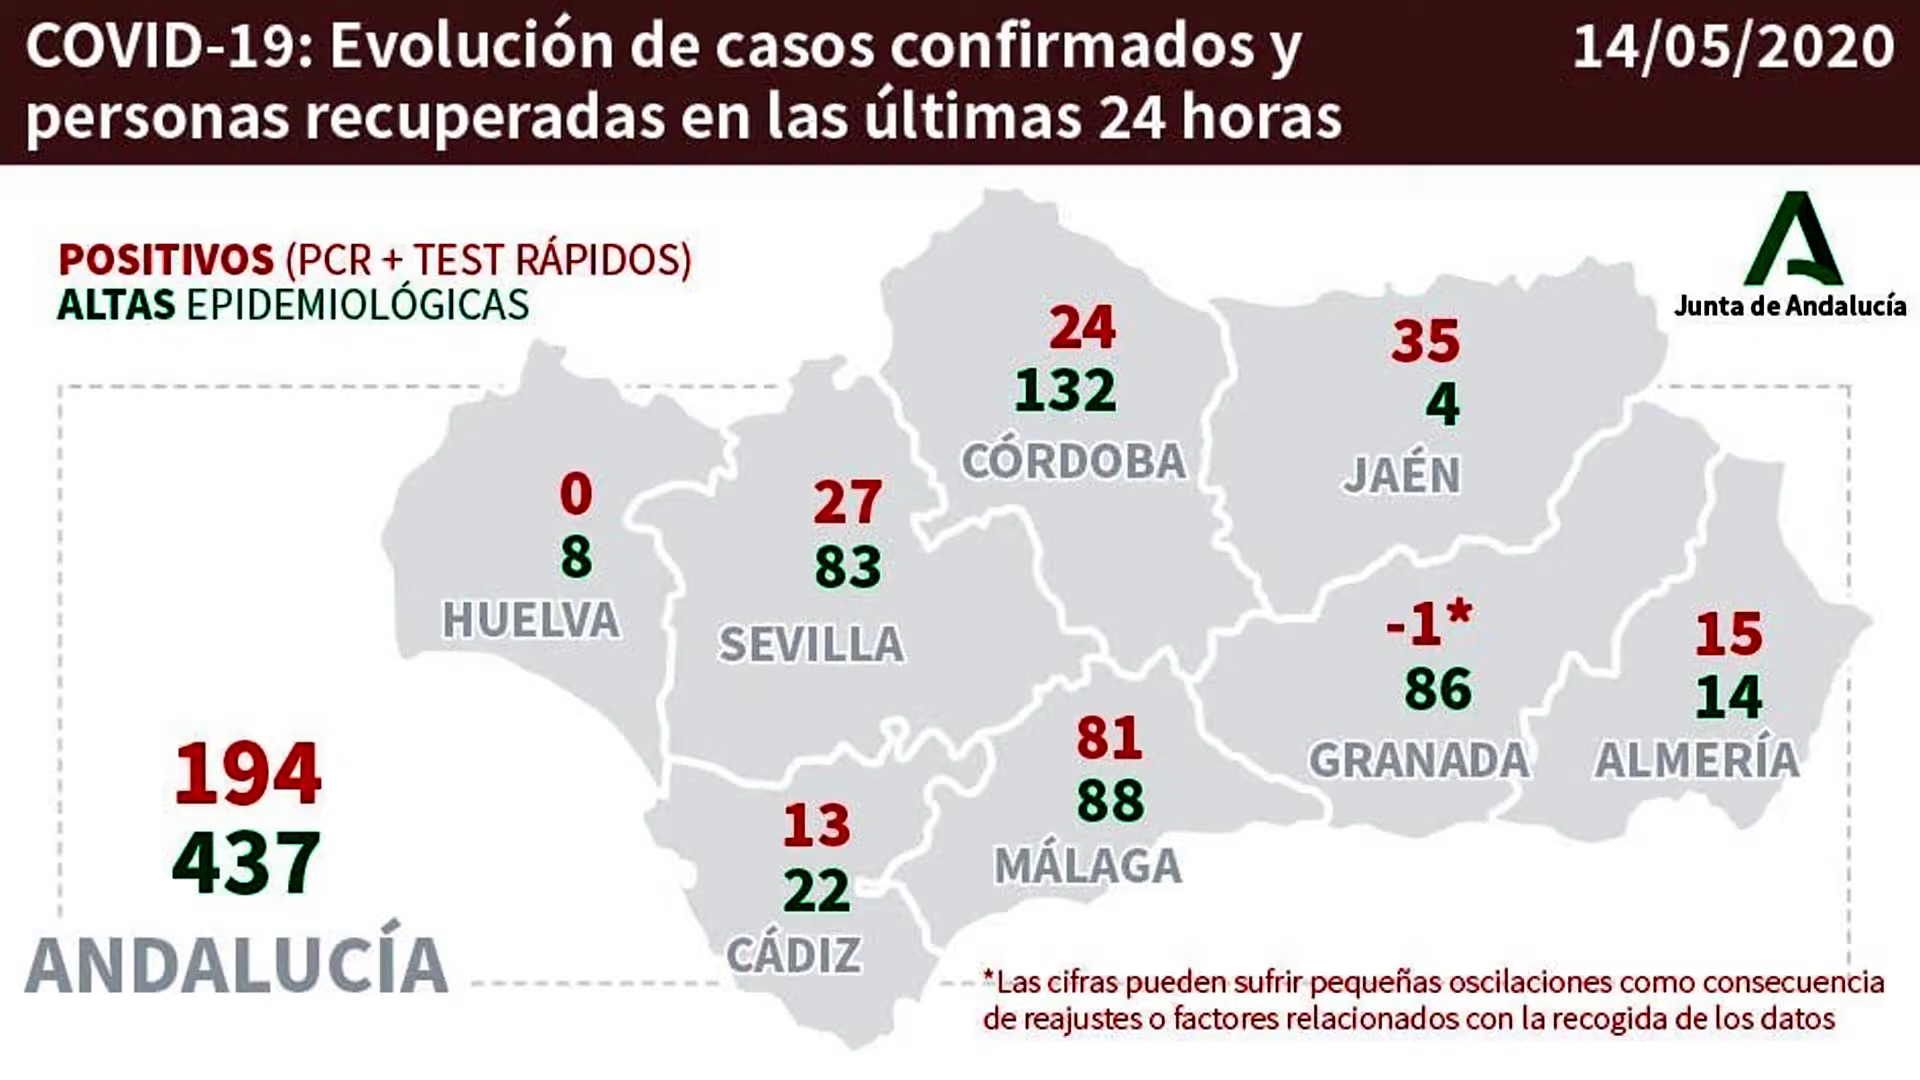 COVID-19: Evolución de casos confirmados y
personas recuperadas en las últimas 24 horas
14/05/2020
POSITIVOS (PCR + TEST RÁPIDOS)
ALTAS EPIDEMIOLÓGICAS
Junta de Andalucía
24
132
CÓRDOBA
35
4
JAÉN
0
8
HUELVA
27
83
SEVILLA
-1*
86
GRANADA
15
14
ALMERÍA
81
88
MÁLAGA
13
22
CÁDIZ
194
437
ANDALUCÍA
*Las cifras pueden sufrir pequeñas oscilaciones como consecuencia
de reajustes o factores relacionados con la recogida de los datos